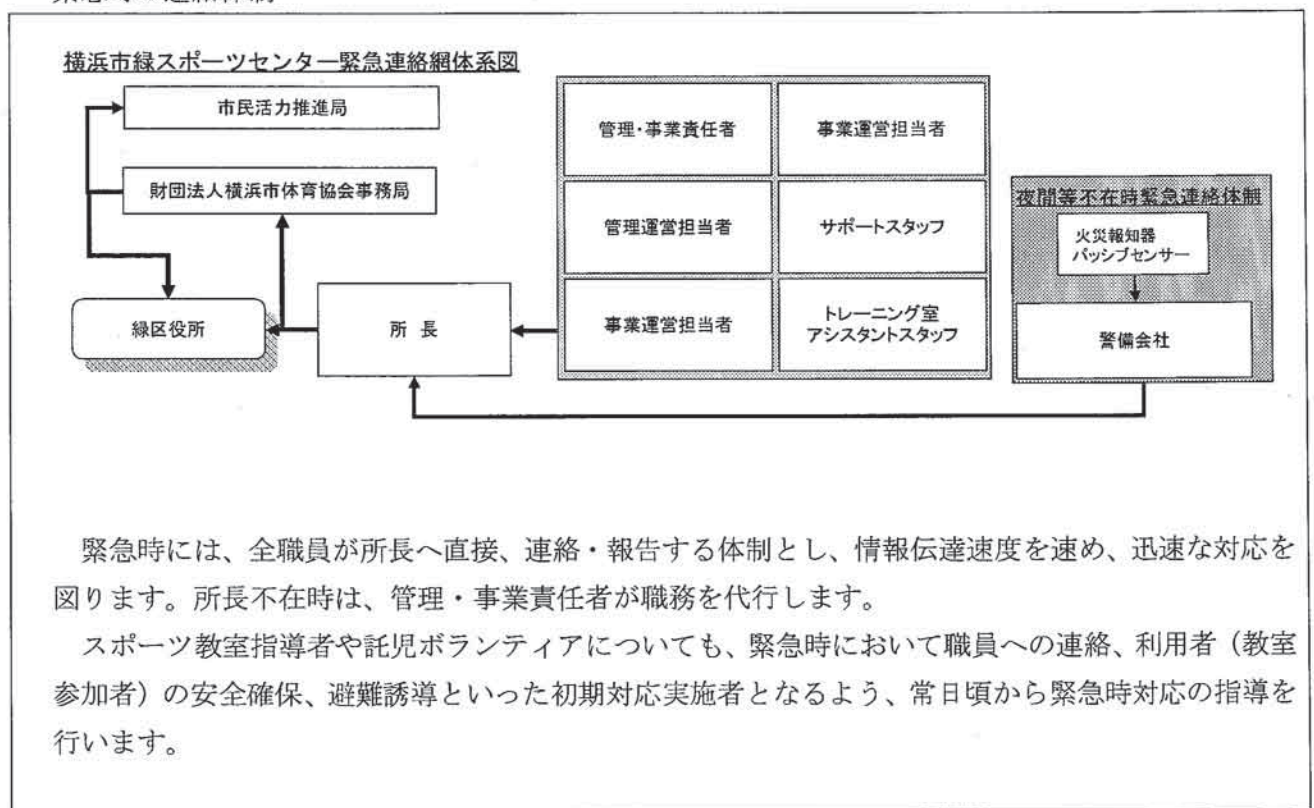 横浜市緑スポーツセンター緊急連絡網体系図
市民活力推進局
財団法人横浜市体育協会事務局
緑区役所
所 長
管理・事業責任者
事業運営担当者
管理運営担当者
サポートスタッフ
事業運営担当者
トレーニング室
アシスタントスタッフ
夜間等不在時緊急連絡体制
火災報知器
パッシブセンサー
警備会社
緊急時には、全職員が所長へ直接、連絡・報告する体制とし、情報伝達速度を速め、迅速な対応を
図ります。所長不在時は、管理・事業責任者が職務を代行します。
スポーツ教室指導者や託児ボランティアについても、緊急時において職員への連絡、利用者（教室
参加者）の安全確保、避難誘導といった初期対応実施者となるよう、常日頃から緊急時対応の指導を
行います。